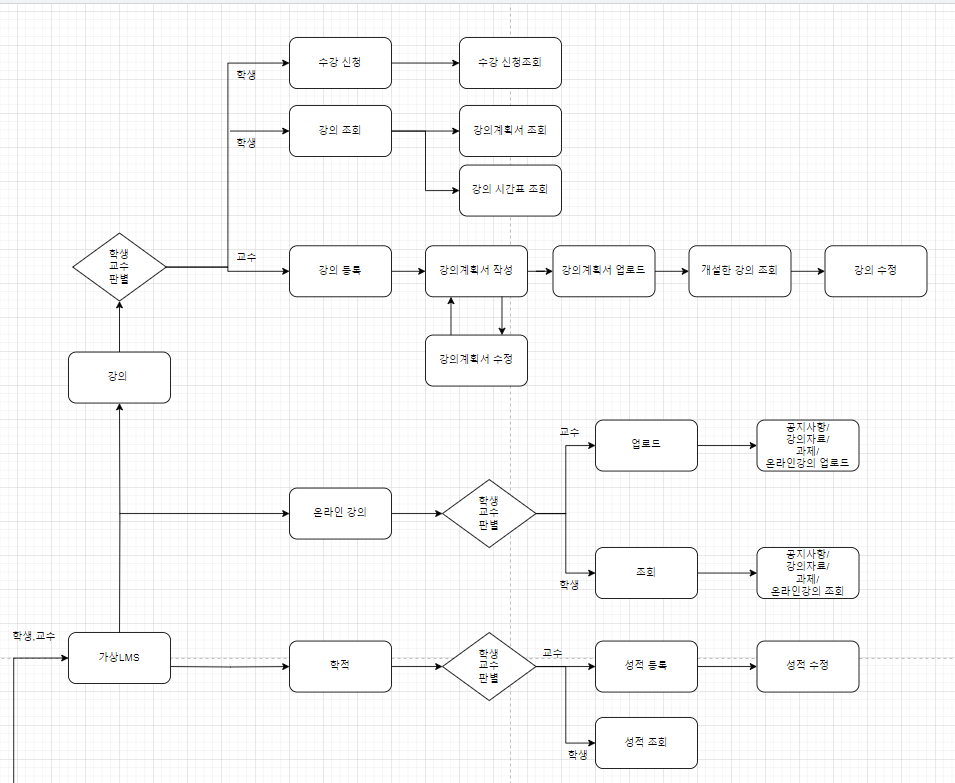 수강 신청
수강 신청조회
학생
강의 조회
강의계획서 조회
학생
강의 시간표 조회
학생
교수
판별
교수
강의 등록
강의계획서 작성
강의계획서 업로드
개설한 강의 조회
강의 수정
강의계획서 수정
강의
교수
업로드
공지사항/
강의자료/
과제/
온라인강의 업로드
온라인 강의
학생
교수
판별
학생
조회
공지사항/
강의자료/
과제/
온라인강의 조회
학생,교수
가상LMS
학적
학생
교수
판별
교수
성적 등록
성적 수정
학생
성적 조회